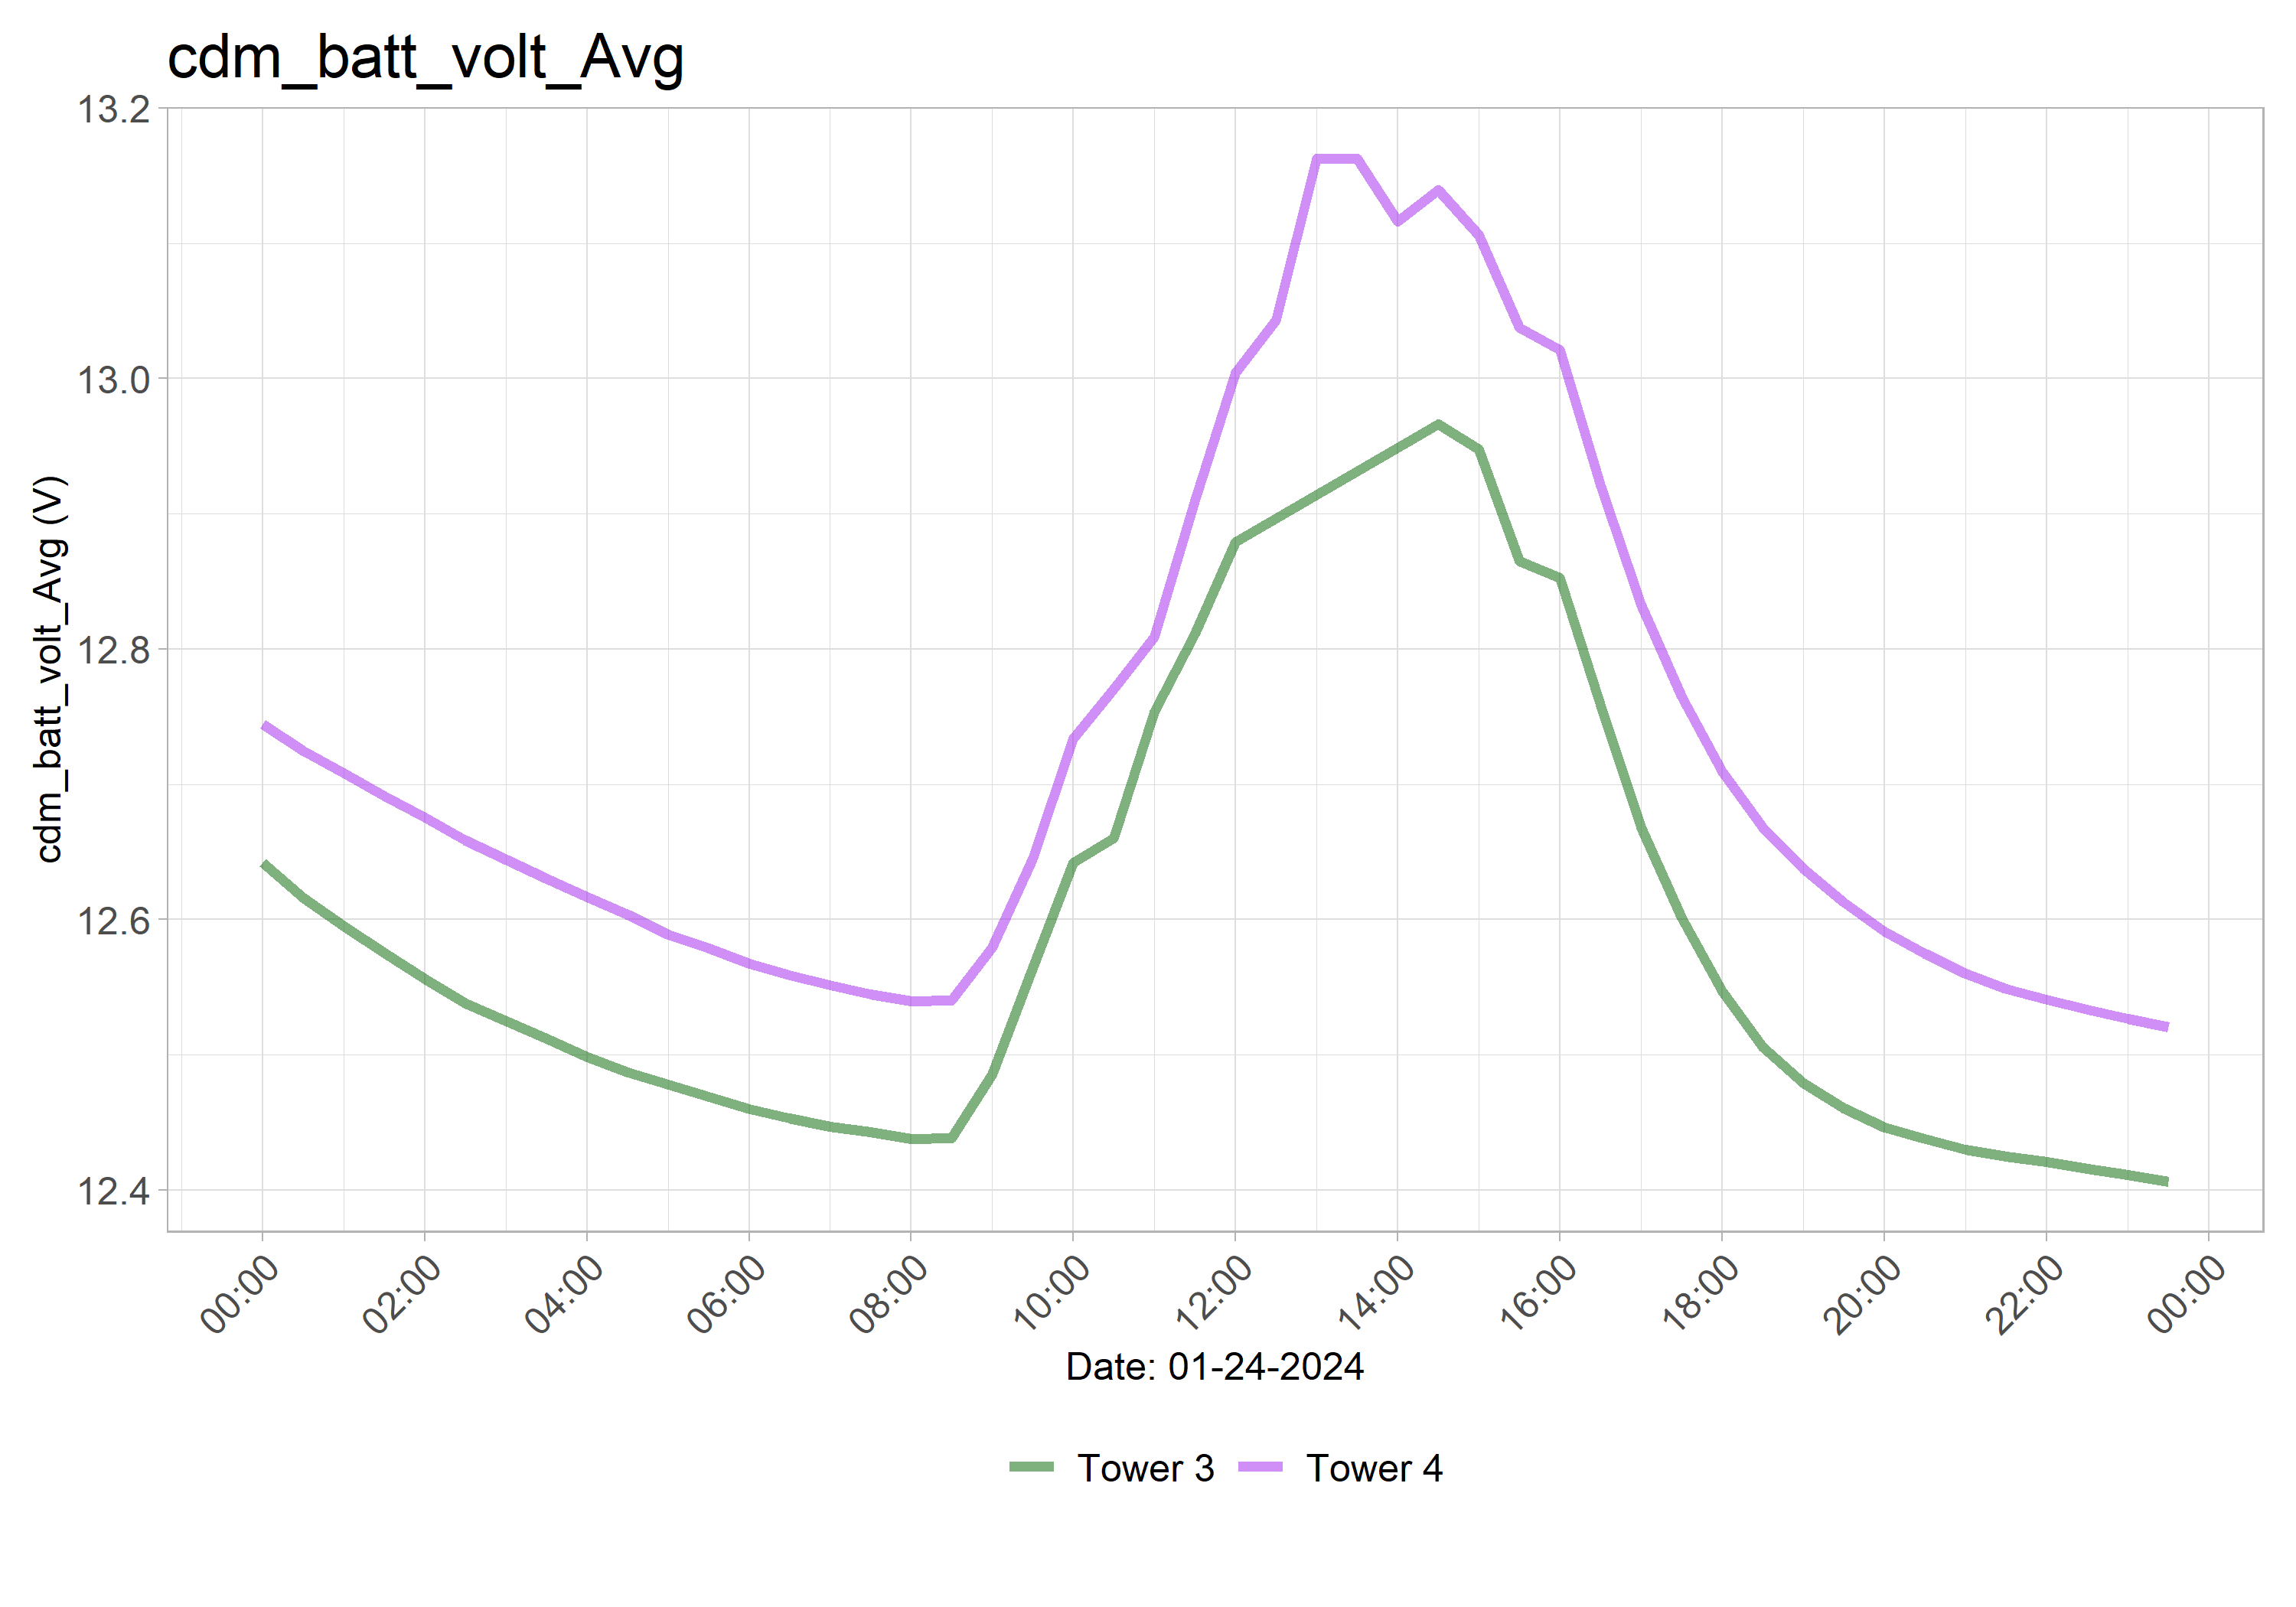 cdm_batt_volt_Avg
13.2
13.0
12.8
12.6
12.4
cdm_batt_volt_Avg (V)
00:00 02:00 04:00 06:00 08:00 10:00 12:00 14:00 16:00 18:00 20:00 22:00 00:00
Date: 01-24-2024
Tower 3 Tower 4